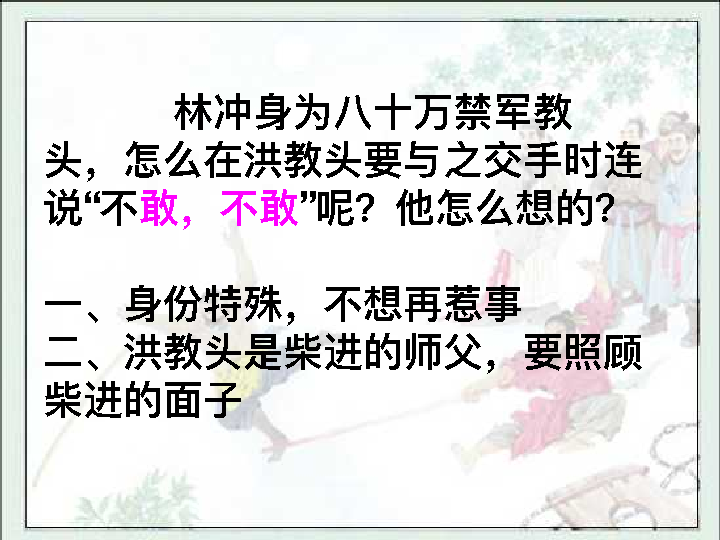 林冲身为八十万禁军教
头，怎么在洪教头要与之交手时连
说“不敢，不敢”呢？他怎么想的？
一、身份特殊，不想再惹事
二、洪教头是柴进的师父，要照顾
柴进的面子